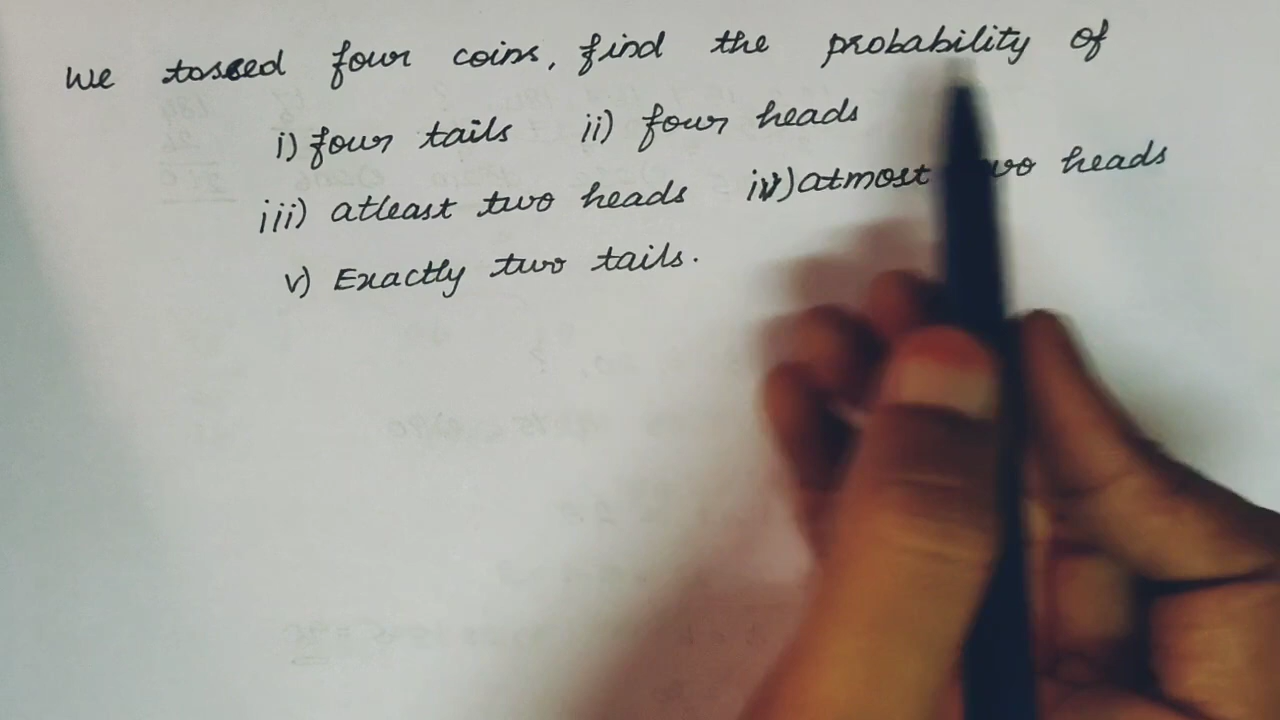 We tossed four coins, find the probability of
i) four tails ii) four heads
iii) atleast two heads iv) atmost heads
v) Exactly two tails.